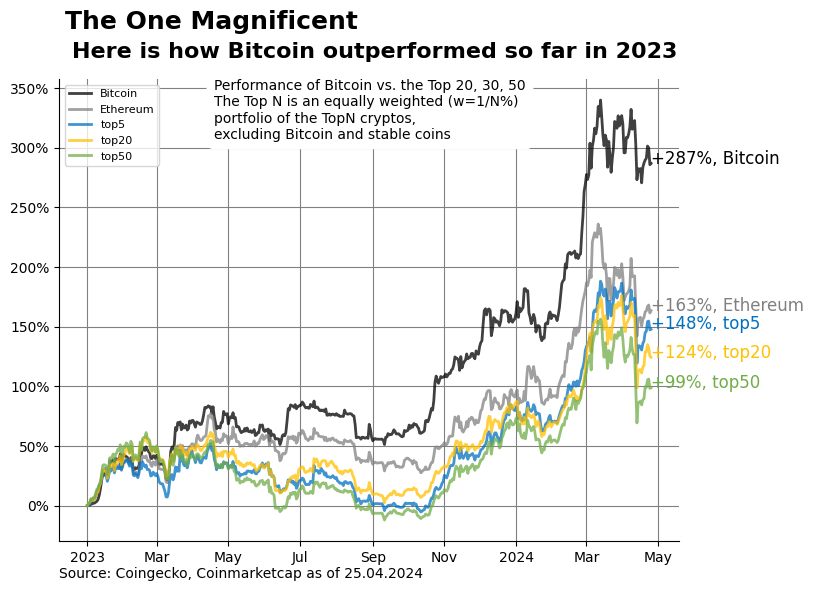 The One Magnificent
Here is how Bitcoin outperformed so far in 2023
Performance of Bitcoin vs. the Top 20, 30, 50
The Top N is an equally weighted (w=1/N%)
portfolio of the TopN cryptos,
excluding Bitcoin and stable coins
Bitcoin
Ethereum
top5
top20
top50
350%
300%
250%
200%
150%
100%
50%
0%
+287%, Bitcoin
+163%, Ethereum
+148%, top5
+124%, top20
+99%, top50
2023 Mar May Jul Sep Nov 2024 Mar May
Source: Coingecko, Coinmarketcap as of 25.04.2024